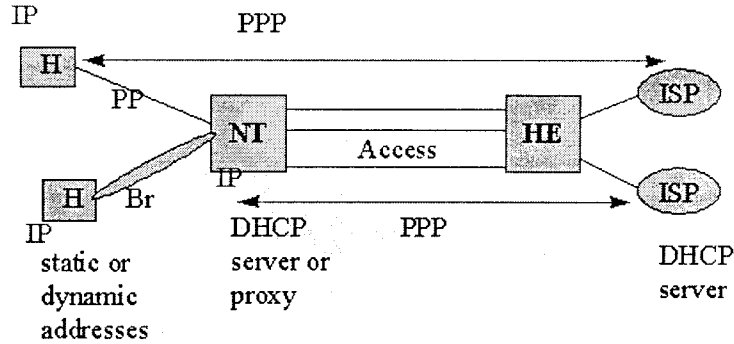 IP
PPP
H
PP
ISP
NT
HE
Access
IP
H
Br
ISP
IP
DHCP
server or
proxy
PPP
static or
dynamic
addresses
DHCP
server